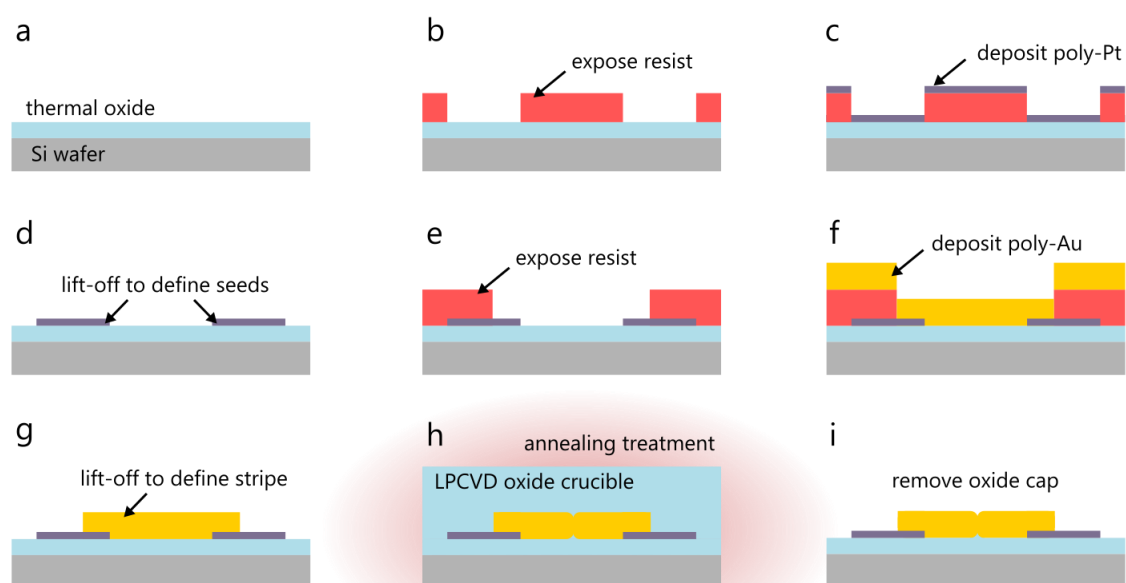 a
thermal oxide
Si wafer
b
expose resist
c
deposit poly-Pt
d
lift-off to define seeds
e
expose resist
f
deposit poly-Au
g
lift-off to define stripe
h
annealing treatment
LPCVD oxide crucible
i
remove oxide cap